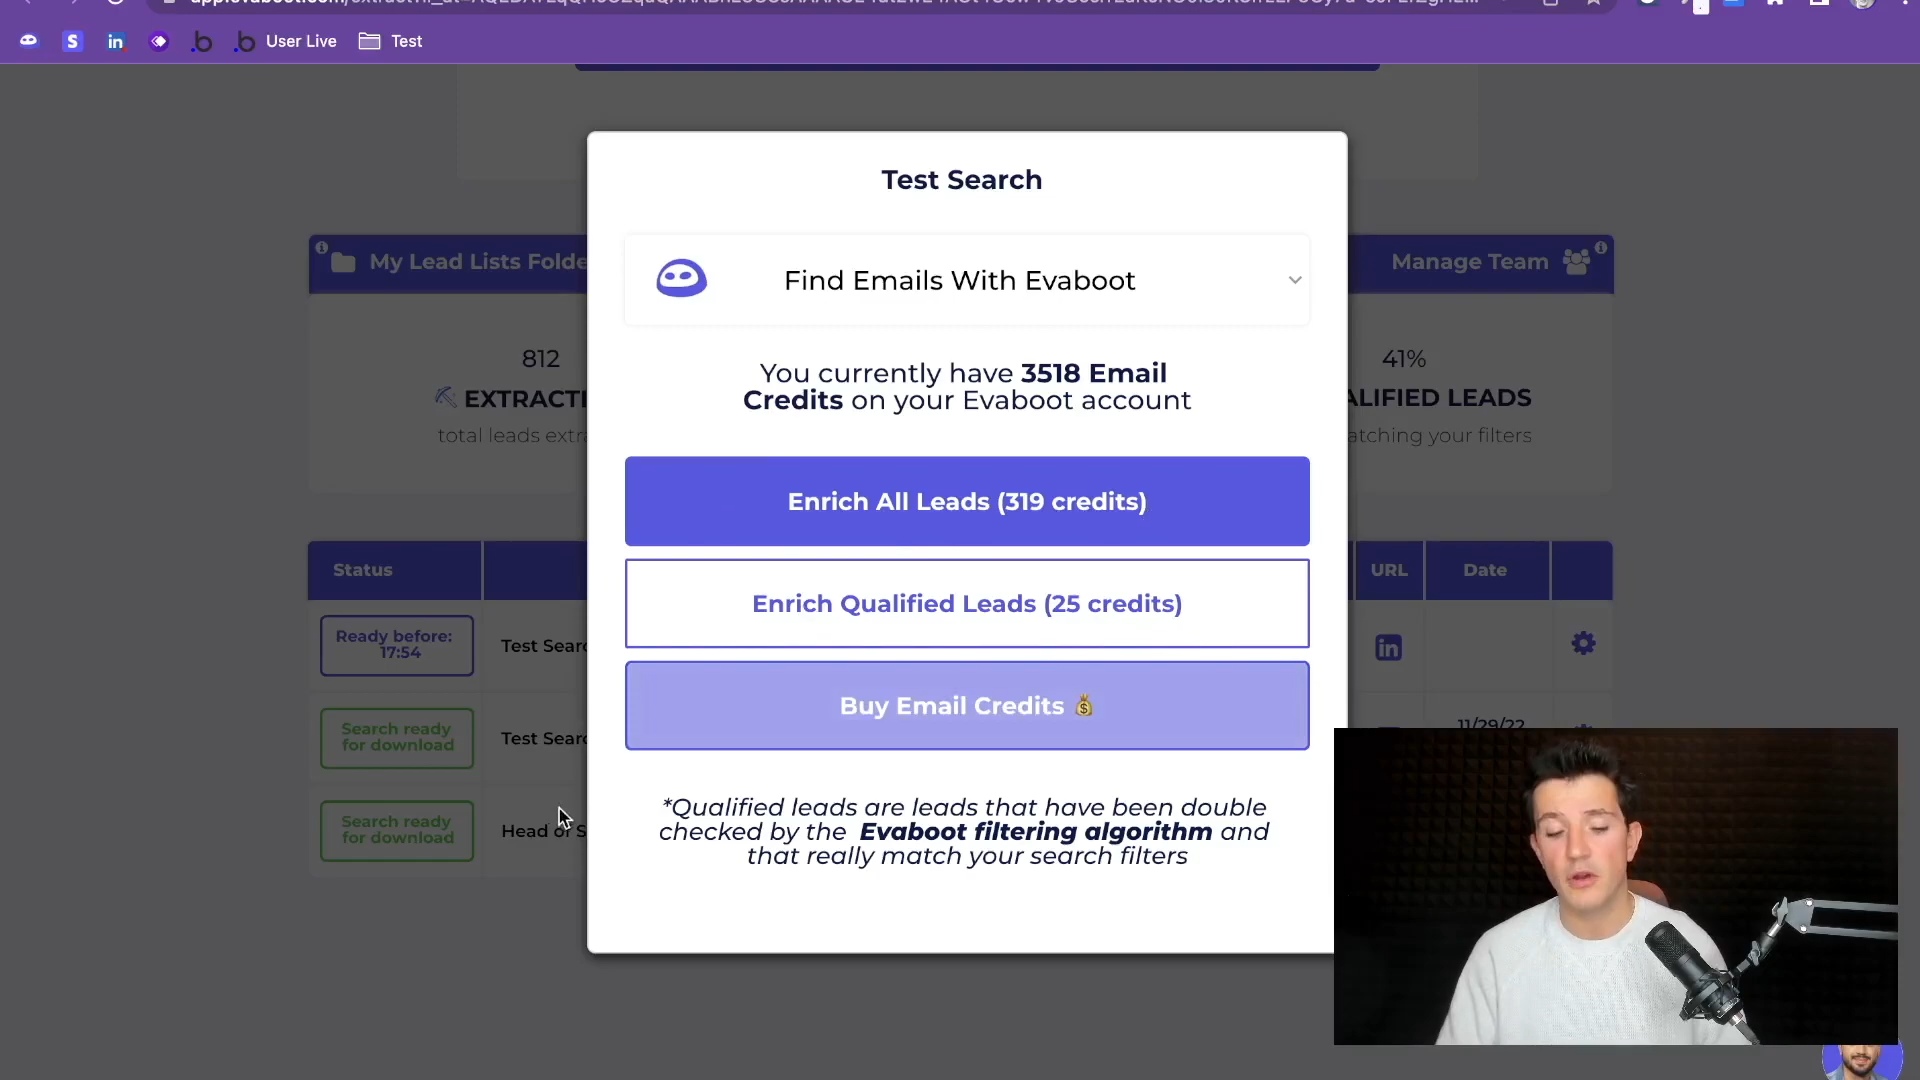 User Live
Test
Test Search
Find Emails With Evaboot
You currently have 3518 Email
Credits on your Evaboot account
Enrich All Leads (319 credits)
Enrich Qualified Leads (25 credits)
Buy Email Credits 💰
*Qualified leads are leads that have been double
checked by the Evaboot filtering algorithm and
that really match your search filters
My Lead Lists Folde
Manage Team
812
EXTRACTI
total leads extra
41%
ALIFIED LEADS
atching your filters
Status
URL
Date
Ready before:
17:54
Test Searc
Search ready
for download
Test Searc
11/29/22
Search ready
for download
Head of S